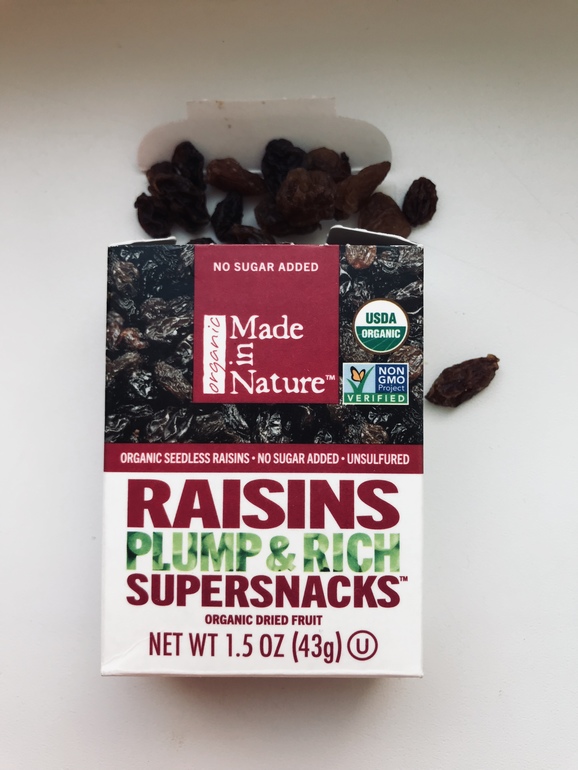 NO SUGAR ADDED
organic
Made
in
Nature™
USDA
ORGANIC
NON
GMO
Project
VERIFIED
ORGANIC SEEDLESS RAISINS • NO SUGAR ADDED • UNSULFURED
RAISINS
PLUMP & RICH
SUPERSNACKS™
ORGANIC DRIED FRUIT
NET WT 1.5 OZ (43g) U